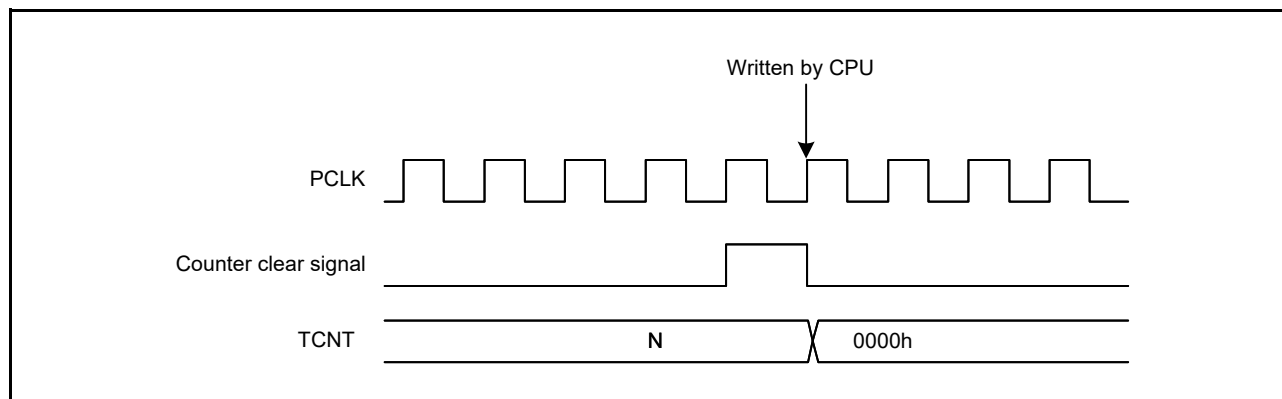 Written by CPU
PCLK
Counter clear signal
TCNT N 0000h